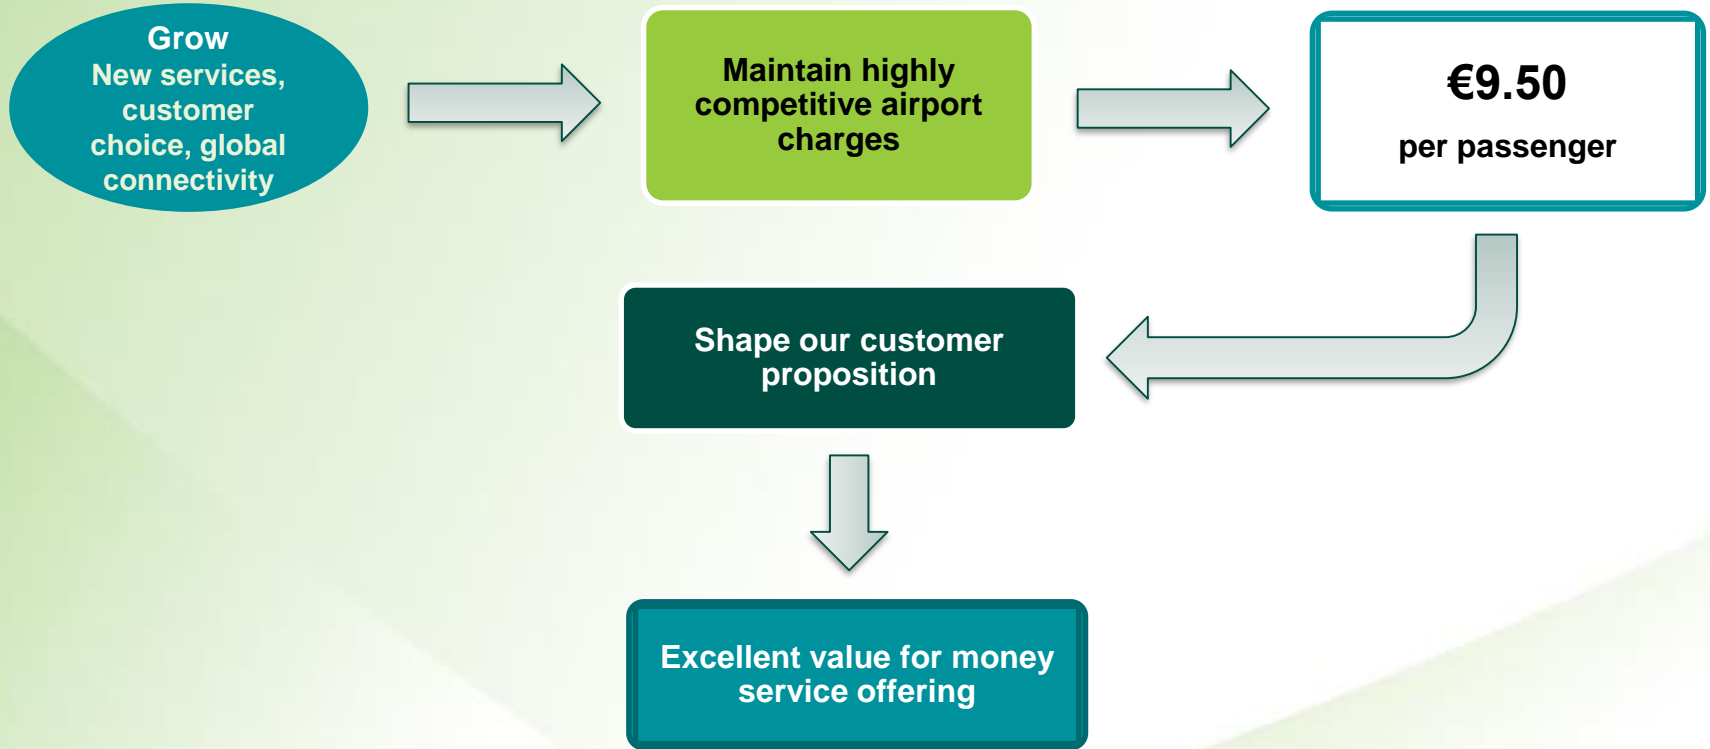 Grow
New services,
customer
choice, global
connectivity
Maintain highly
competitive airport
charges
€9.50
per passenger
Shape our customer
proposition
Excellent value for money
service offering